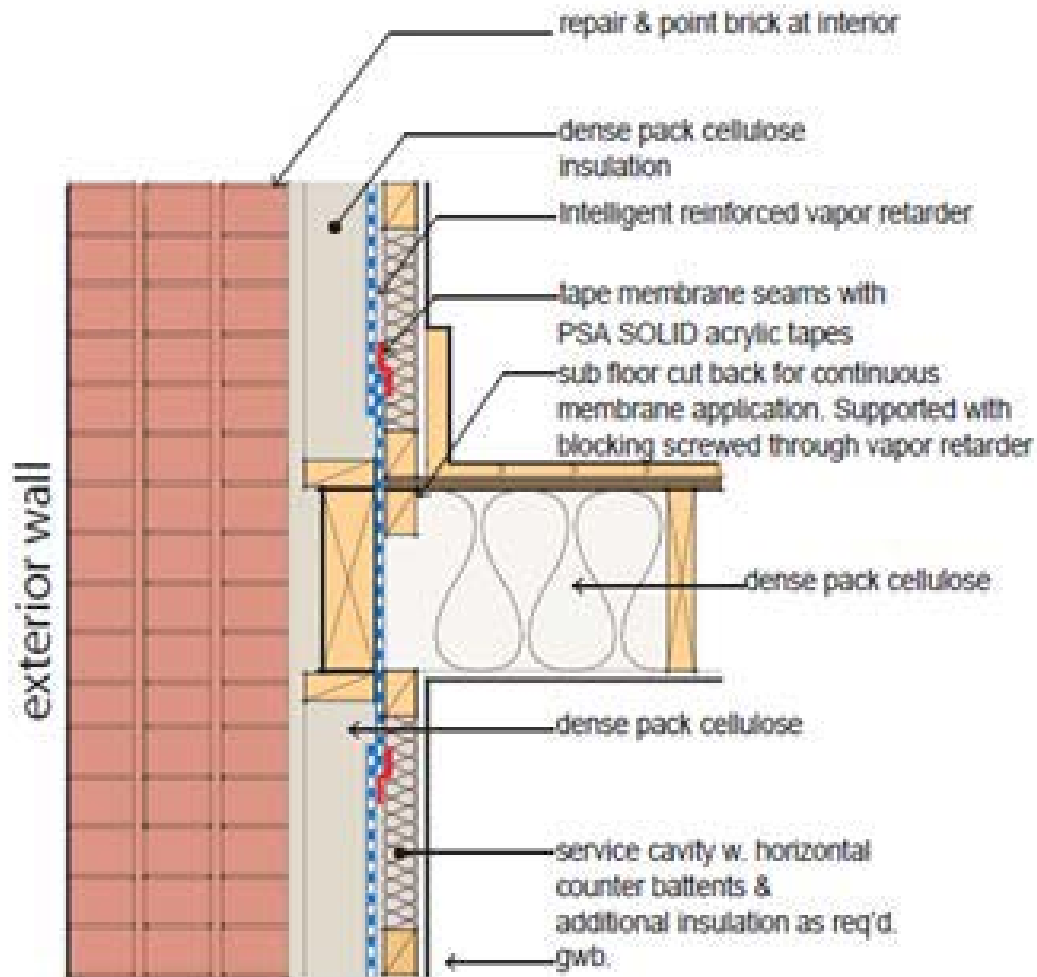 repair & point brick at interior
dense pack cellulose
insulation
Intelligent reinforced vapor retarder
tape membrane seams with
PSA SOLID acrylic tapes
sub floor cut back for continuous
membrane application. Supported with
blocking screwed through vapor retarder
exterior wall
dense pack cellulose
dense pack cellulose
service cavity w. horizontal
counter battents &
additional insulation as req'd.
gwb.